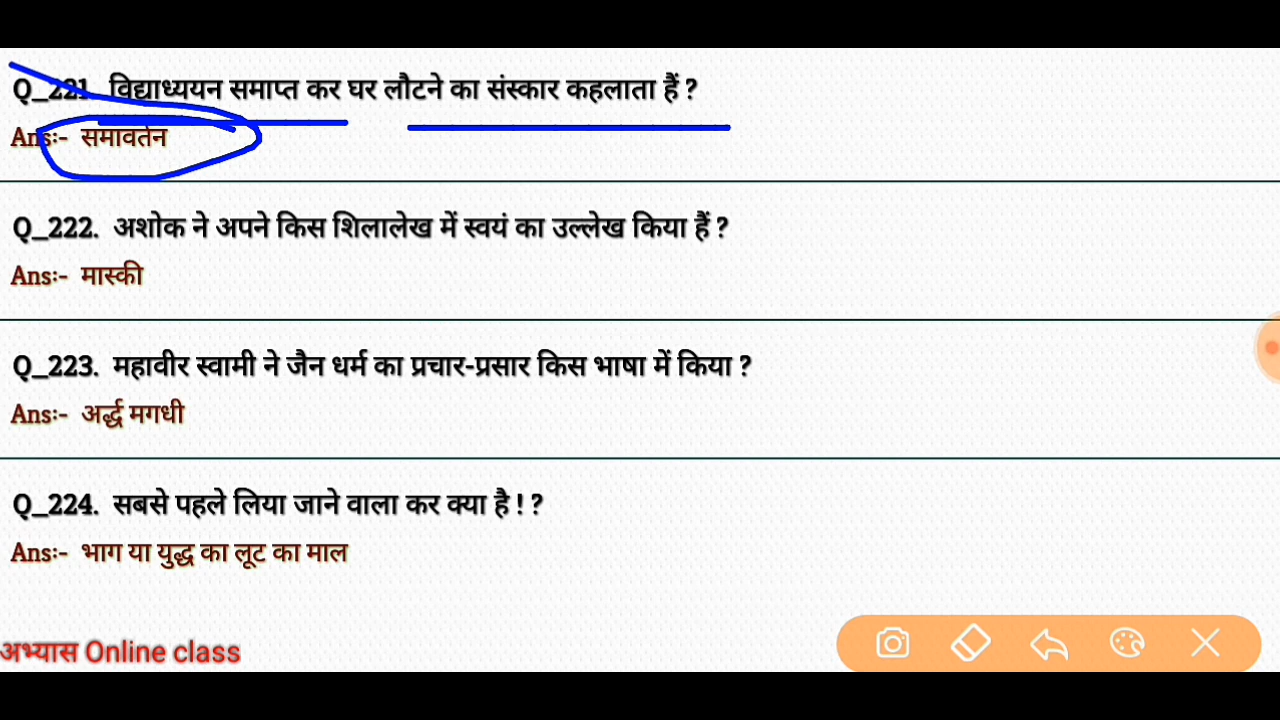 Q_221. विद्याध्ययन समाप्त कर घर लौटने का संस्कार कहलाता हैं ?
Ans:- समावर्तन
Q_222. अशोक ने अपने किस शिलालेख में स्वयं का उल्लेख किया हैं ?
Ans:- मास्की
Q_223. महावीर स्वामी ने जैन धर्म का प्रचार-प्रसार किस भाषा में किया ?
Ans:- अर्द्ध मगधी
Q_224. सबसे पहले लिया जाने वाला कर क्या है ! ?
Ans:- भाग या युद्ध का लूट का माल
अभ्यास Online class